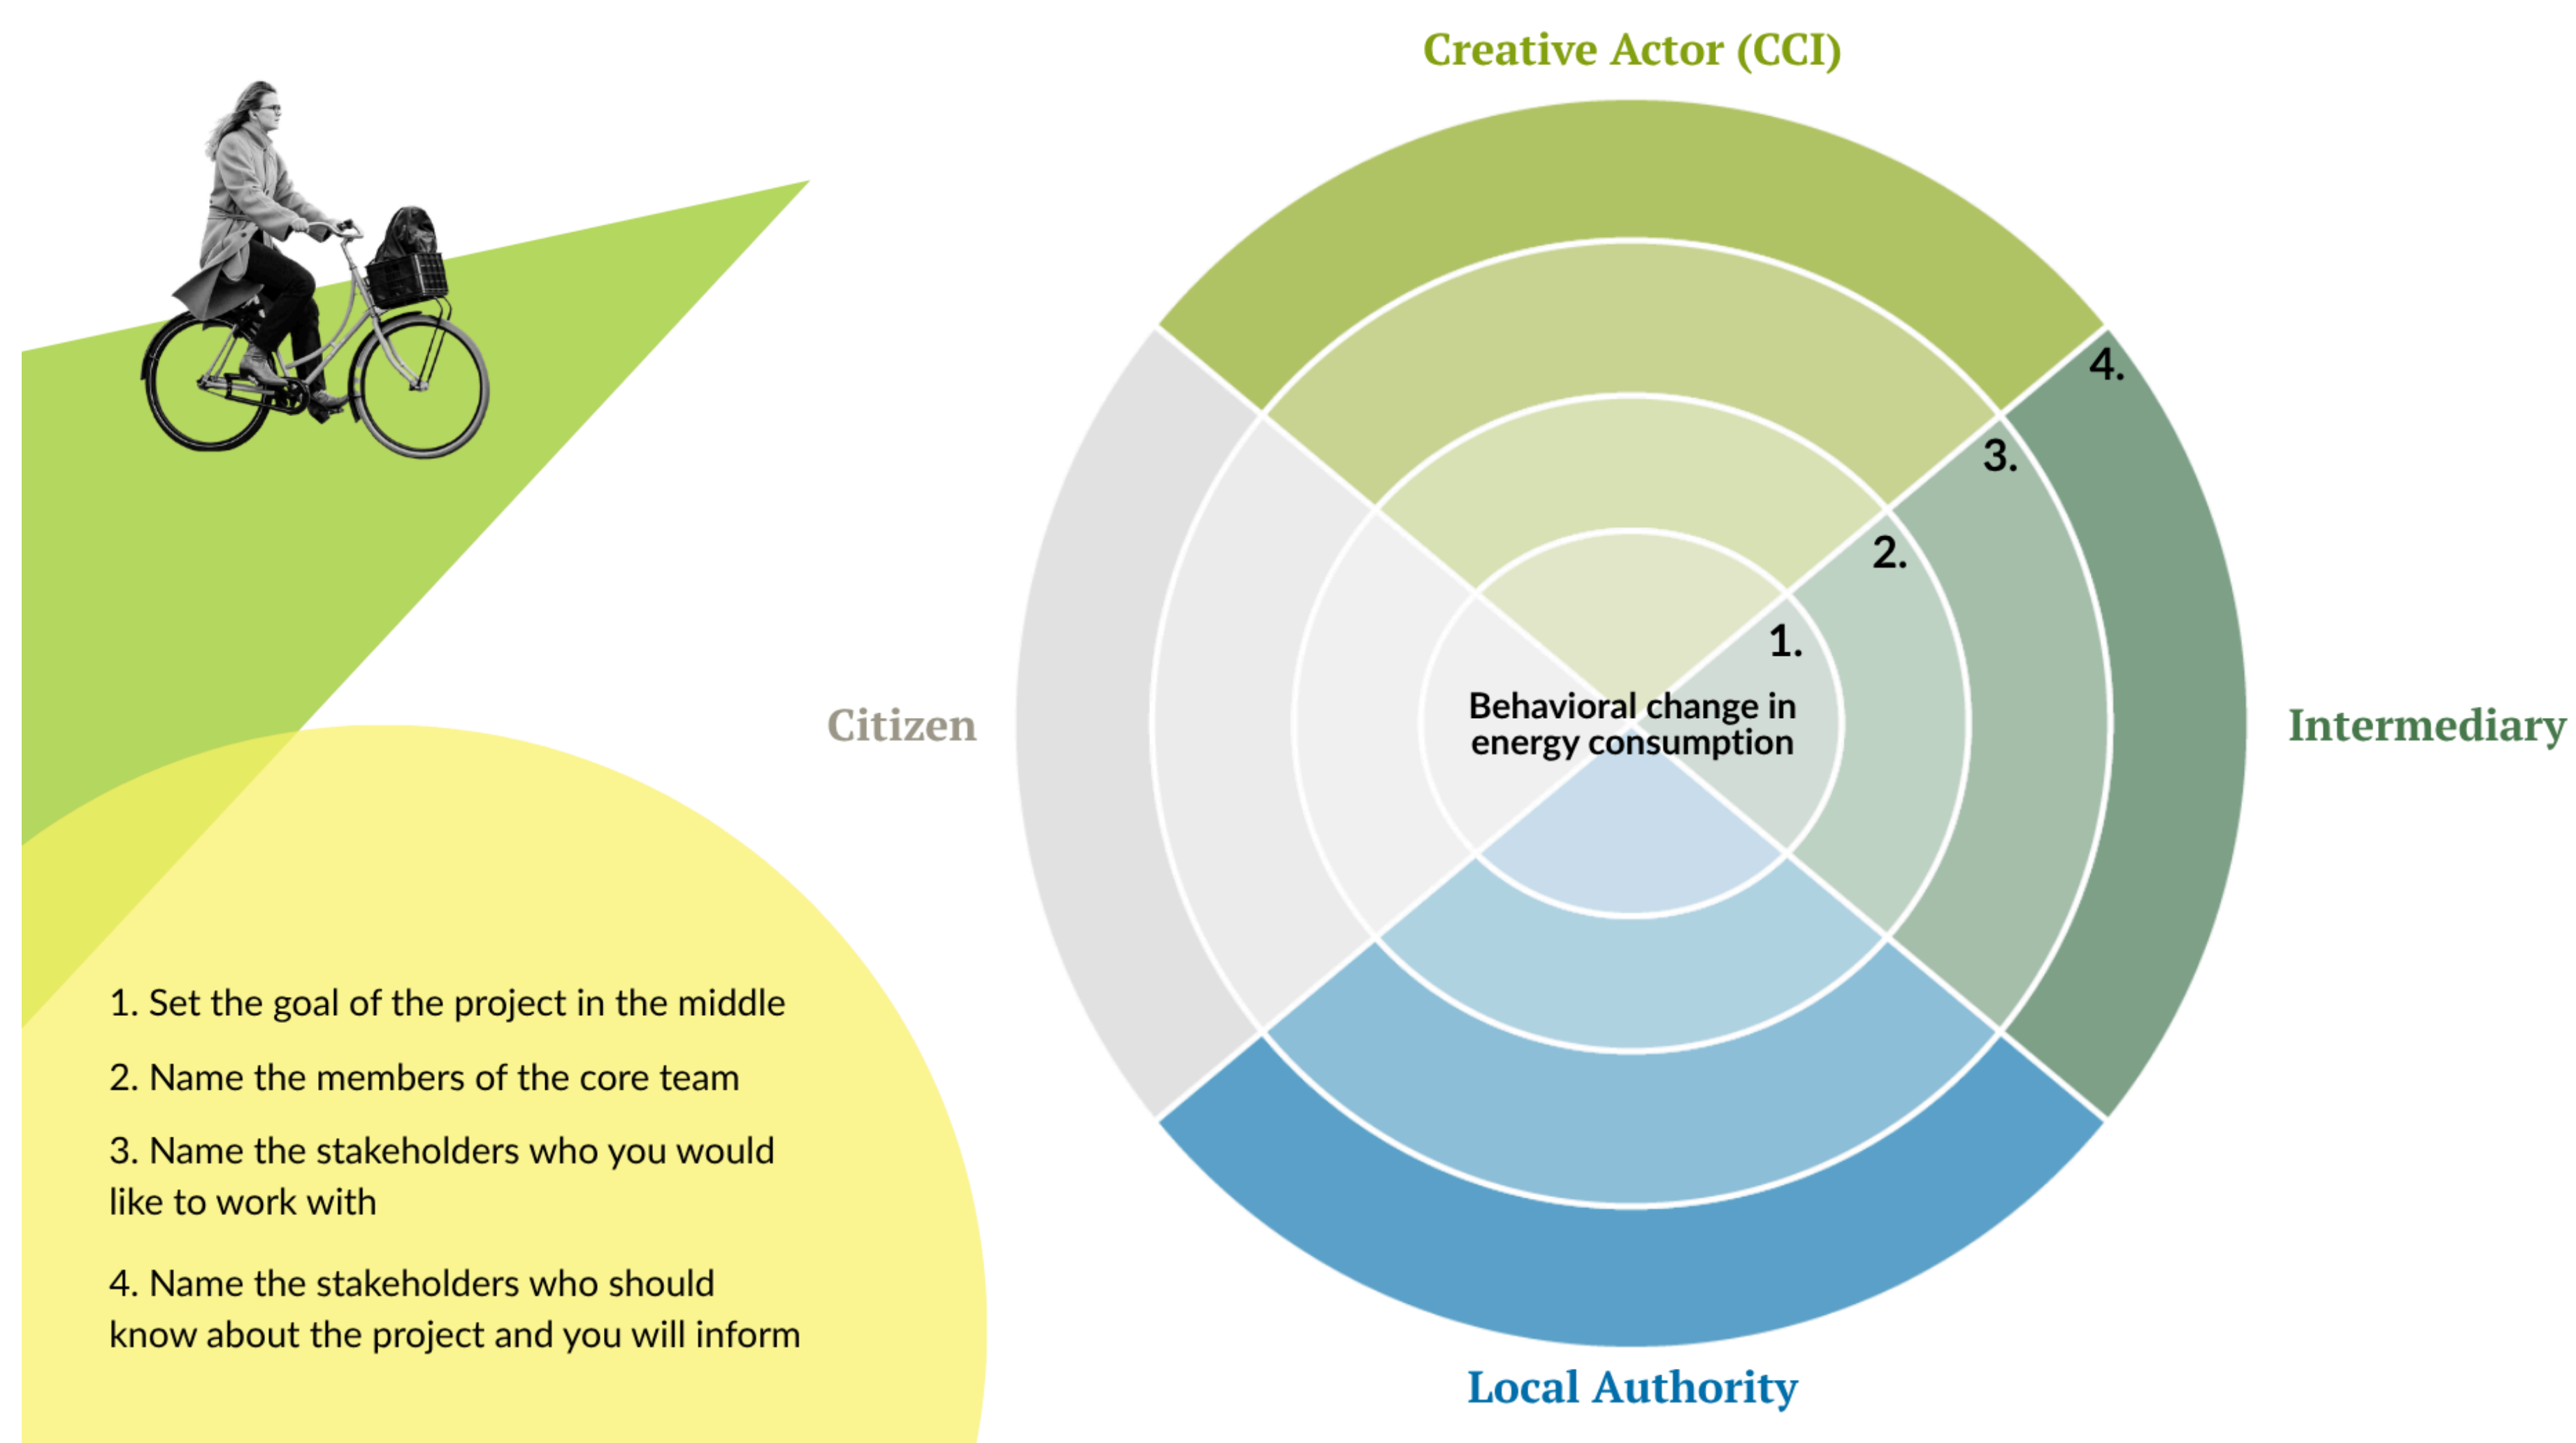 Creative Actor (CCI)
4.
3.
2.
1.
Behavioral change in
energy consumption
Citizen
Intermediary
Local Authority
1. Set the goal of the project in the middle
2. Name the members of the core team
3. Name the stakeholders who you would
like to work with
4. Name the stakeholders who should
know about the project and you will inform